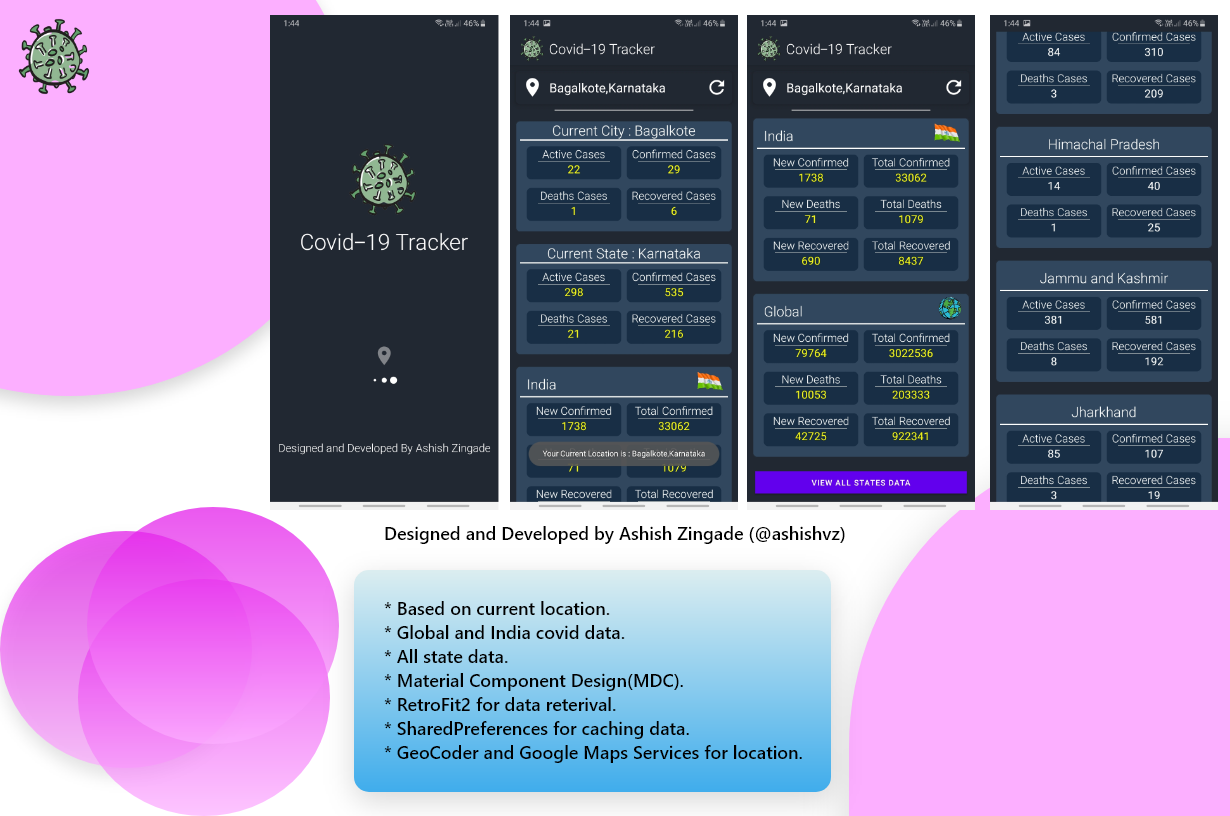 1:44
46%
Covid-19 Tracker
Designed and Developed By Ashish Zingade
1:44
46%
Covid-19 Tracker
Bagalkote,Karnataka
Current City : Bagalkote
Active Cases
22
Confirmed Cases
29
Deaths Cases
1
Recovered Cases
6
Current State : Karnataka
Active Cases
298
Confirmed Cases
535
Deaths Cases
21
Recovered Cases
216
India
New Confirmed
1738
Total Confirmed
33062
Your Current Location is : Bagalkote,Karnataka
71
1079
New Recovered
Total Recovered
1:44
46%
Covid-19 Tracker
Bagalkote,Karnataka
India
New Confirmed
1738
Total Confirmed
33062
New Deaths
71
Total Deaths
1079
New Recovered
690
Total Recovered
8437
Global
New Confirmed
79764
Total Confirmed
3022536
New Deaths
10053
Total Deaths
203333
New Recovered
42725
Total Recovered
922341
VIEW ALL STATES DATA
1:44
46%
Active Cases
84
Confirmed Cases
310
Deaths Cases
3
Recovered Cases
209
Himachal Pradesh
Active Cases
14
Confirmed Cases
40
Deaths Cases
1
Recovered Cases
25
Jammu and Kashmir
Active Cases
381
Confirmed Cases
581
Deaths Cases
8
Recovered Cases
192
Jharkhand
Active Cases
85
Confirmed Cases
107
Deaths Cases
3
Recovered Cases
19
Designed and Developed by Ashish Zingade (@ashishvz)
* Based on current location.
* Global and India covid data.
* All state data.
* Material Component Design(MDC).
* RetroFit2 for data reterival.
* SharedPreferences for caching data.
* GeoCoder and Google Maps Services for location.